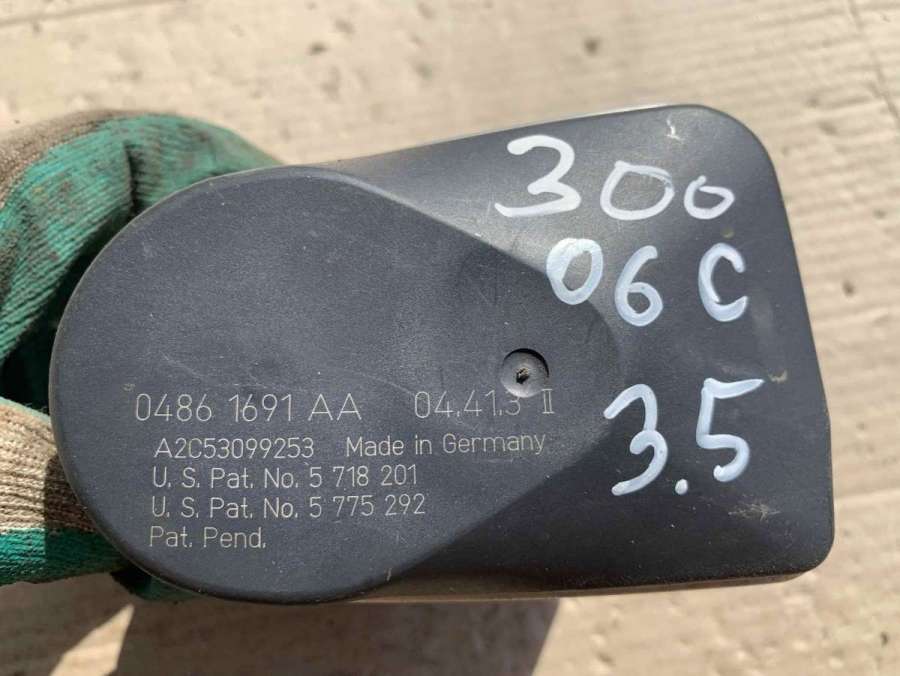 300
06C
3.5
0486 1691 AA 04.41.3 II
A2C53099253 Made in Germany
U. S. Pat. No. 5 718 201
U. S. Pat. No. 5 775 292
Pat. Pend.